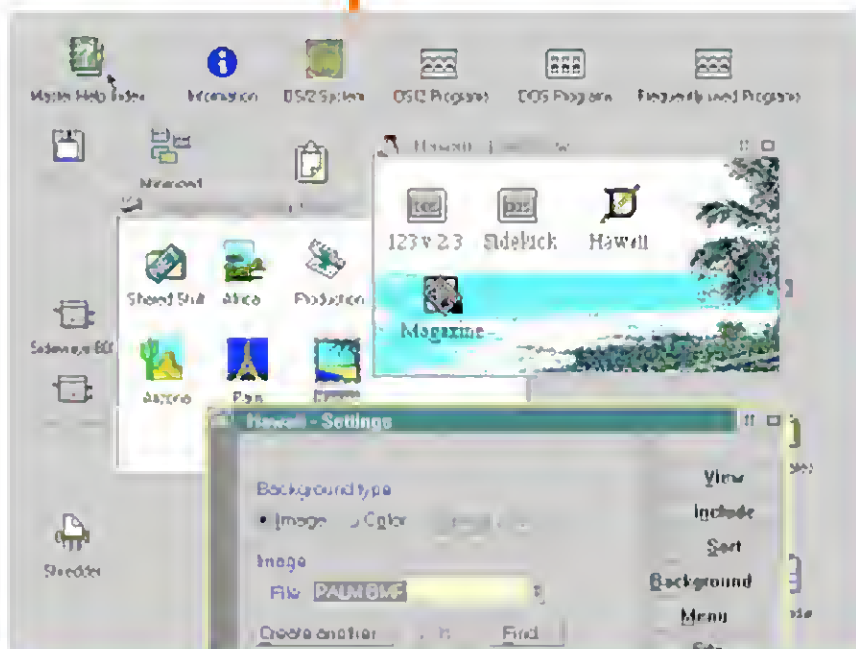 Master Help Index
Information
OS/2 System
OS/2 Programs
DOS Programs
Frequently used Programs
Minimized
Hawaii
123 v 2.3
Sidekick
Hawaii
Magazine
Shared Stuff
Africa
Production
Arizona
Paris
Shredder
Hawaii - Settings
Background type
Image
Color
Image
File
PALM.BMP
Create another
Find
View
Include
Sort
Background
Menu
File